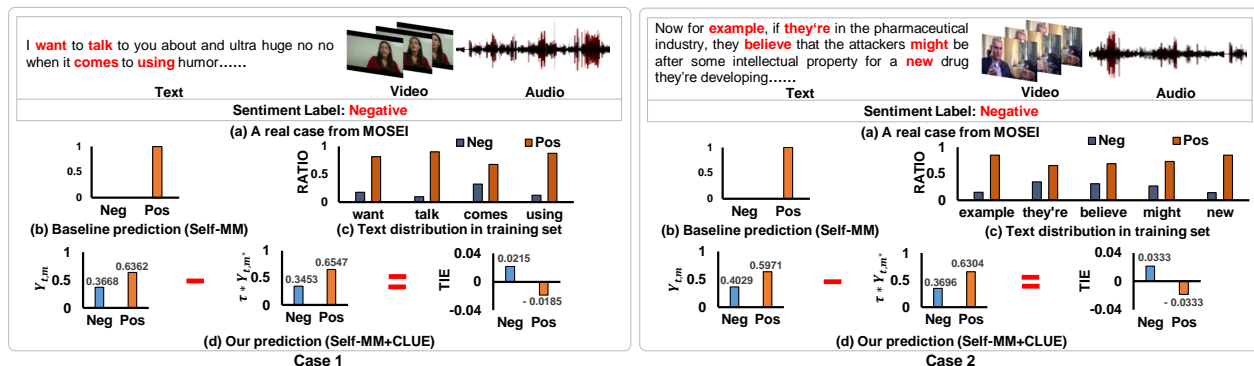 I want to talk to you about and ultra huge no no
when it comes to using humor……
Text
Video
Audio
Sentiment Label: Negative
(a) A real case from MOSEI
1
0.5
0
Neg Pos
(b) Baseline prediction (Self-MM)
RATIO
1
0.5
0
Neg Pos
want talk comes using
(c) Text distribution in training set
Y_{t,m}
1
0.5
0
0.3668
0.6362
Neg Pos
τ * Y_{t,m*}
1
0.5
0
0.3453
0.6547
Neg Pos
TIE
0.04
0.00
-0.04
0.0215
- 0.0185
Neg Pos
(d) Our prediction (Self-MM+CLUE)
Case 1
Now for example, if they're in the pharmaceutical
industry, they believe that the attackers might be
after some intellectual property for a new drug
they're developing……
Text
Video
Audio
Sentiment Label: Negative
(a) A real case from MOSEI
1
0.5
0
Neg Pos
(b) Baseline prediction (Self-MM)
RATIO
1
0.5
0
Neg Pos
example they're believe might new
(c) Text distribution in training set
Y_{t,m}
1
0.5
0
0.4029
0.5971
Neg Pos
τ * Y_{t,m*}
1
0.5
0
0.3696
0.6304
Neg Pos
TIE
0.04
0.00
-0.04
0.0333
- 0.0333
Neg Pos
(d) Our prediction (Self-MM+CLUE)
Case 2